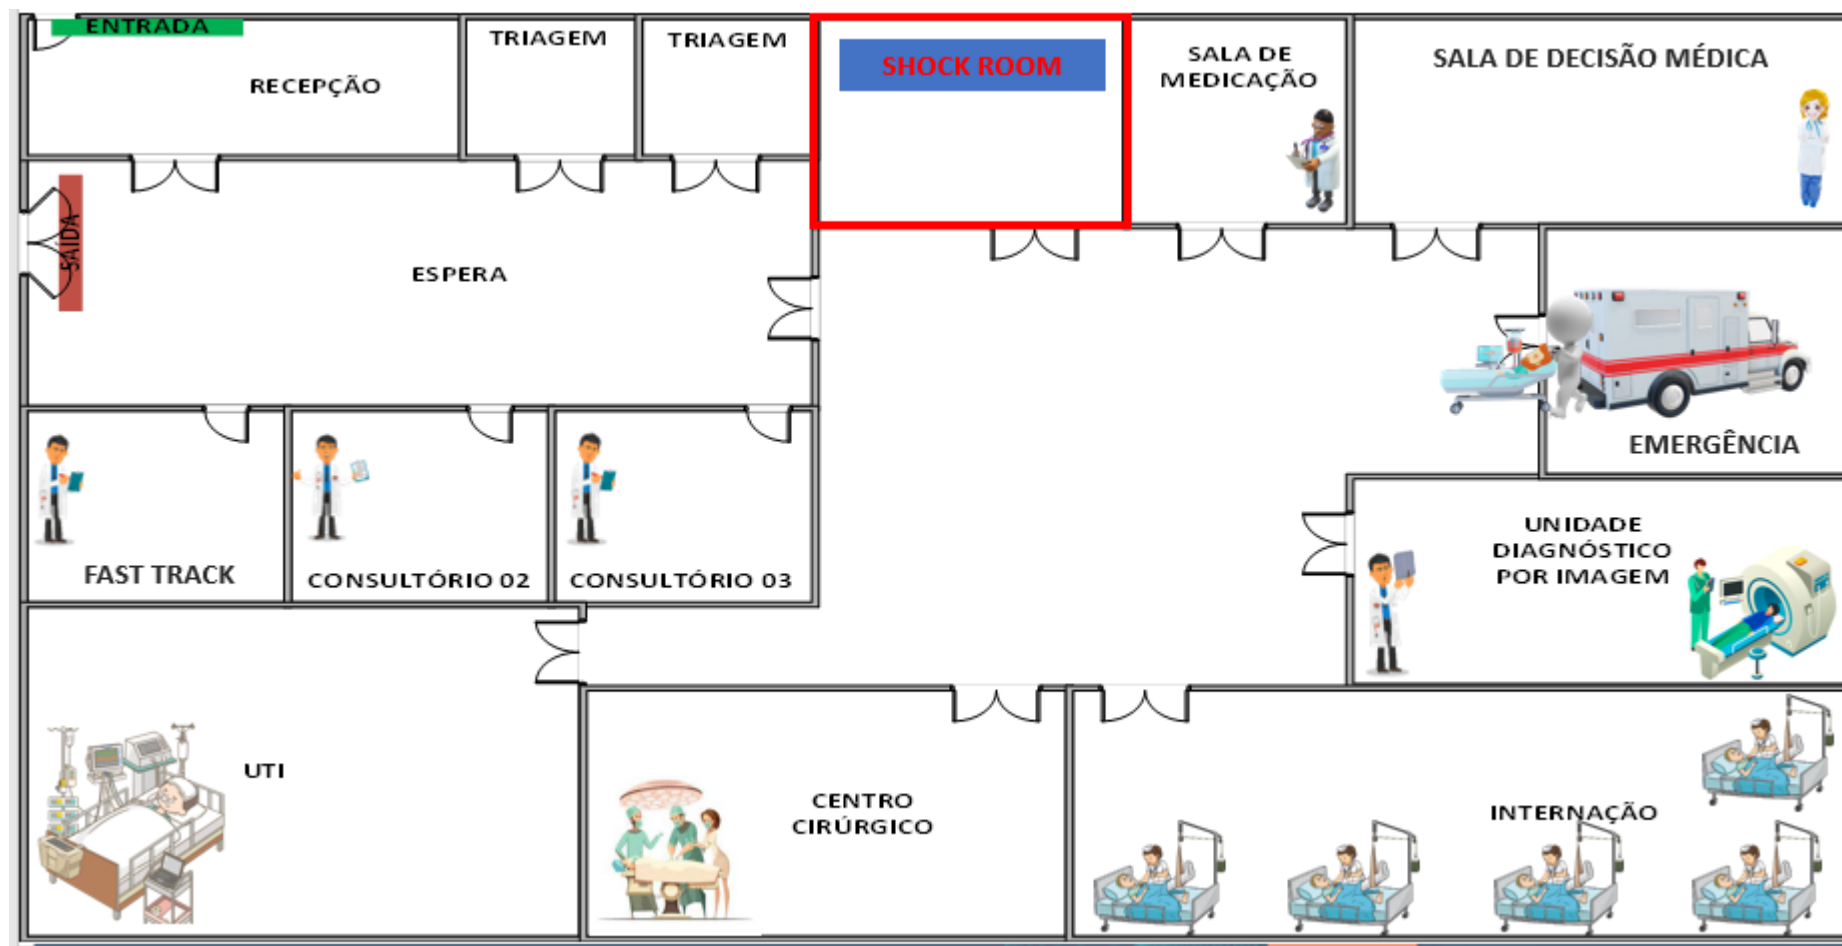 ENTRADA
RECEPÇÃO
TRIAGEM
TRIAGEM
SHOCK ROOM
SALA DE
MEDICAÇÃO
SALA DE DECISÃO MÉDICA
SAÍDA
ESPERA
EMERGÊNCIA
FAST TRACK
CONSULTÓRIO 02
CONSULTÓRIO 03
UNIDADE
DIAGNÓSTICO
POR IMAGEM
UTI
CENTRO
CIRÚRGICO
INTERNAÇÃO